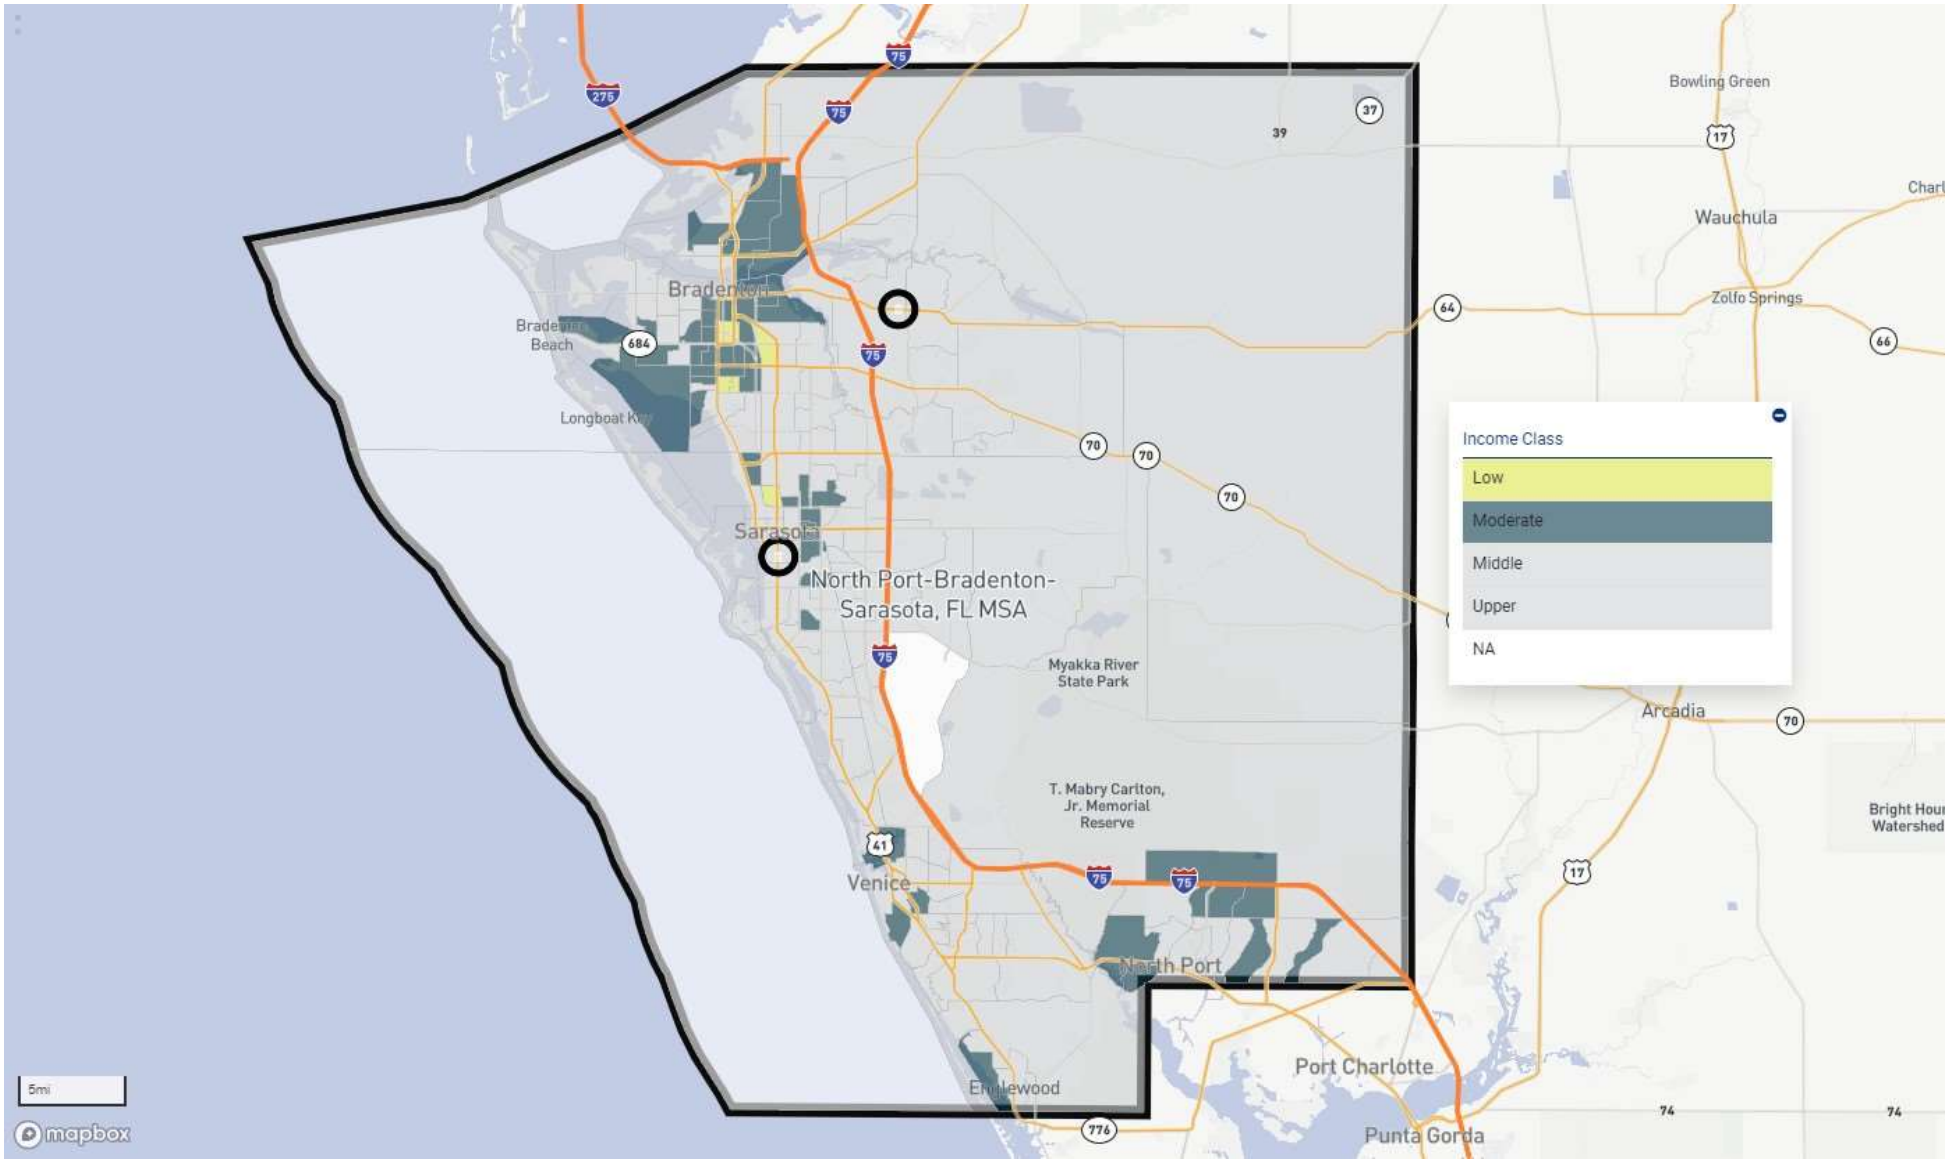 75
275
75
37
39
Bowling Green
17
Charl
Wauchula
Bradenton
64
Zolfo Springs
66
684
75
Longboat Key
70
70
70
Sarasota
North Port-Bradenton-
Sarasota, FL MSA
75
Myakka River
State Park
T. Mabry Carlton,
Jr. Memorial
Reserve
Income Class
Low
Moderate
Middle
Upper
NA
Arcadia
70
Bright Hour
Watershed
17
41
Venice
75
75
North Port
Englewood
Port Charlotte
776
Punta Gorda
74
74
5mi
mapbox
Beach